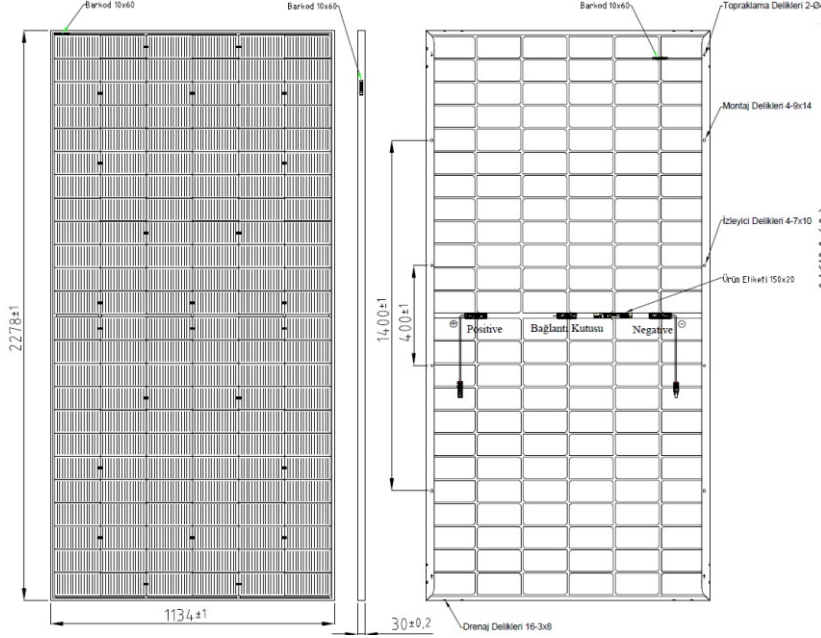 Barkod 10x60
Barkod 10x60
Barkod 10x60
Topraklama Delikleri 2-Ø4
Montaj Delikleri 4-9x14
İzleyici Delikleri 4-7x10
Ürün Etiketi 150x20
2278±1
1400±1
400±1
Positive
Bağlantı Kutusu
Negative
1134±1
30±0,2
Drenaj Delikleri 16-3x8